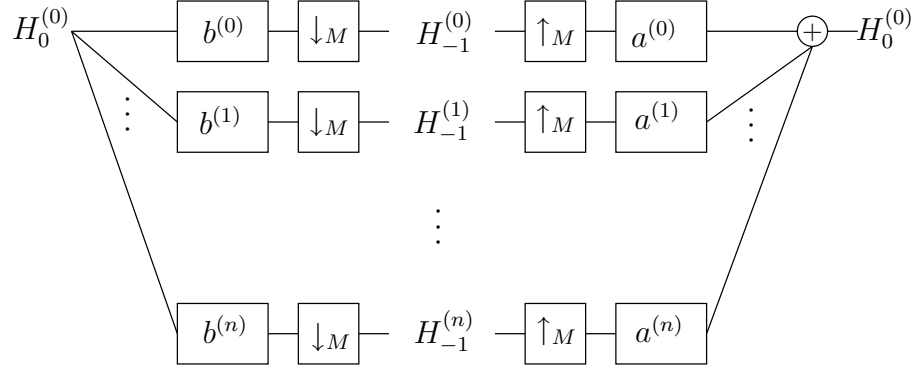 H_0^{(0)} b^{(0)} ↓_M H_{-1}^{(0)} ↑_M a^{(0)} + H_0^{(0)}
⋮ b^{(1)} ↓_M H_{-1}^{(1)} ↑_M a^{(1)} ⋮
⋮
b^{(n)} ↓_M H_{-1}^{(n)} ↑_M a^{(n)}